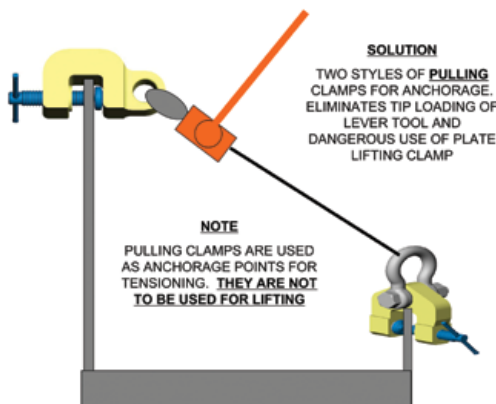 SOLUTION
TWO STYLES OF PULLING
CLAMPS FOR ANCHORAGE.
ELIMINATES TIP LOADING OF
LEVER TOOL AND
DANGEROUS USE OF PLATE
LIFTING CLAMP
NOTE
PULLING CLAMPS ARE USED
AS ANCHORAGE POINTS FOR
TENSIONING. THEY ARE NOT
TO BE USED FOR LIFTING